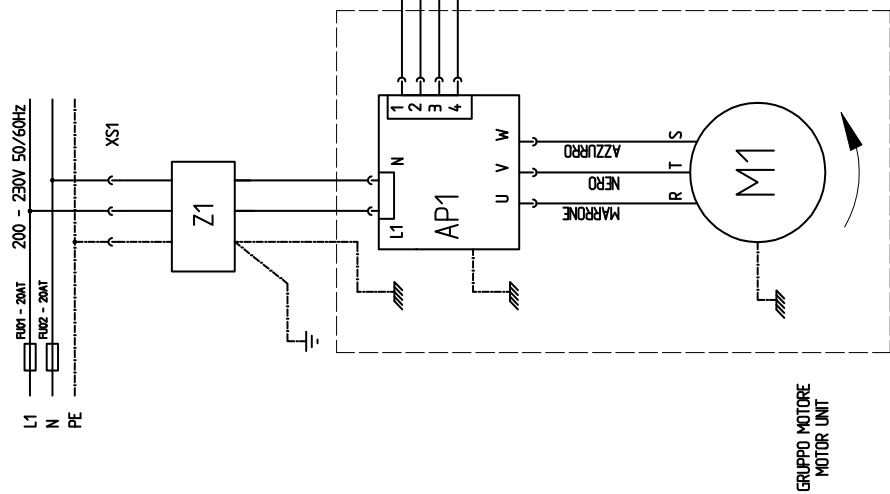 L1
N
PE
FU01 - 20AT
FU02 - 20AT
200 - 230V 50/60Hz
XS1
Z1
1
2
3
4
L1
N
AP1
U
V
W
MARRONE
NERO
AZZURRO
R
T
S
M1
GRUPPO MOTORE
MOTOR UNIT